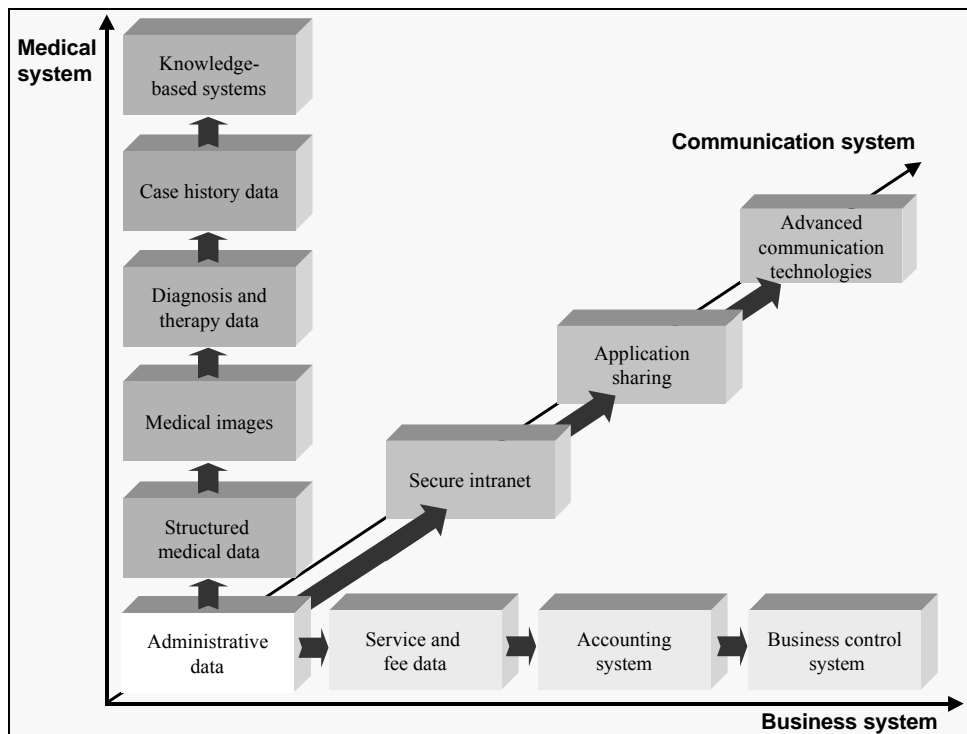 Medical
system
Knowledge-
based systems
Communication system
Case history data
Advanced
communication
technologies
Diagnosis and
therapy data
Application
sharing
Medical images
Secure intranet
Structured
medical data
Administrative
data
Service and
fee data
Accounting
system
Business control
system
Business system